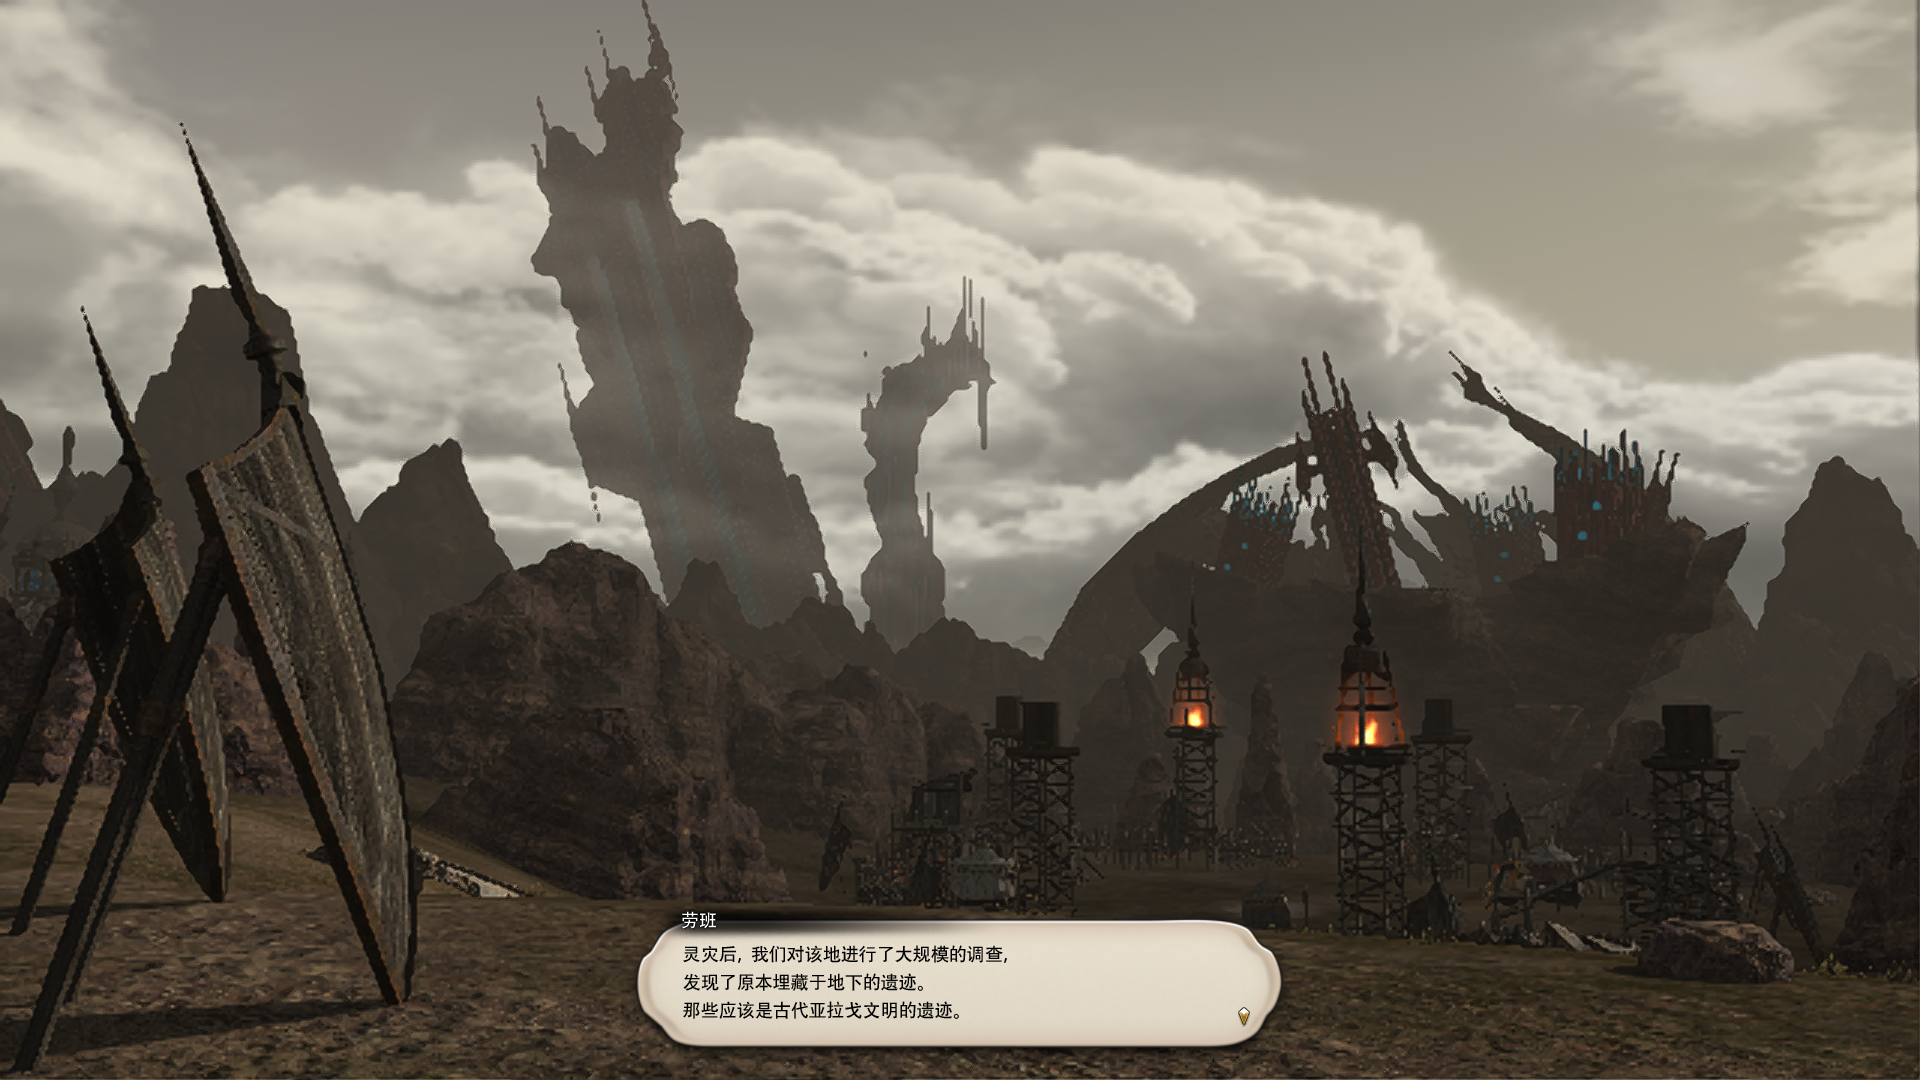 劳班
灵灾后，我们对该地进行了大规模的调查，
发现了原本埋藏于地下的遗迹。
那些应该是古代亚拉戈文明的遗迹。